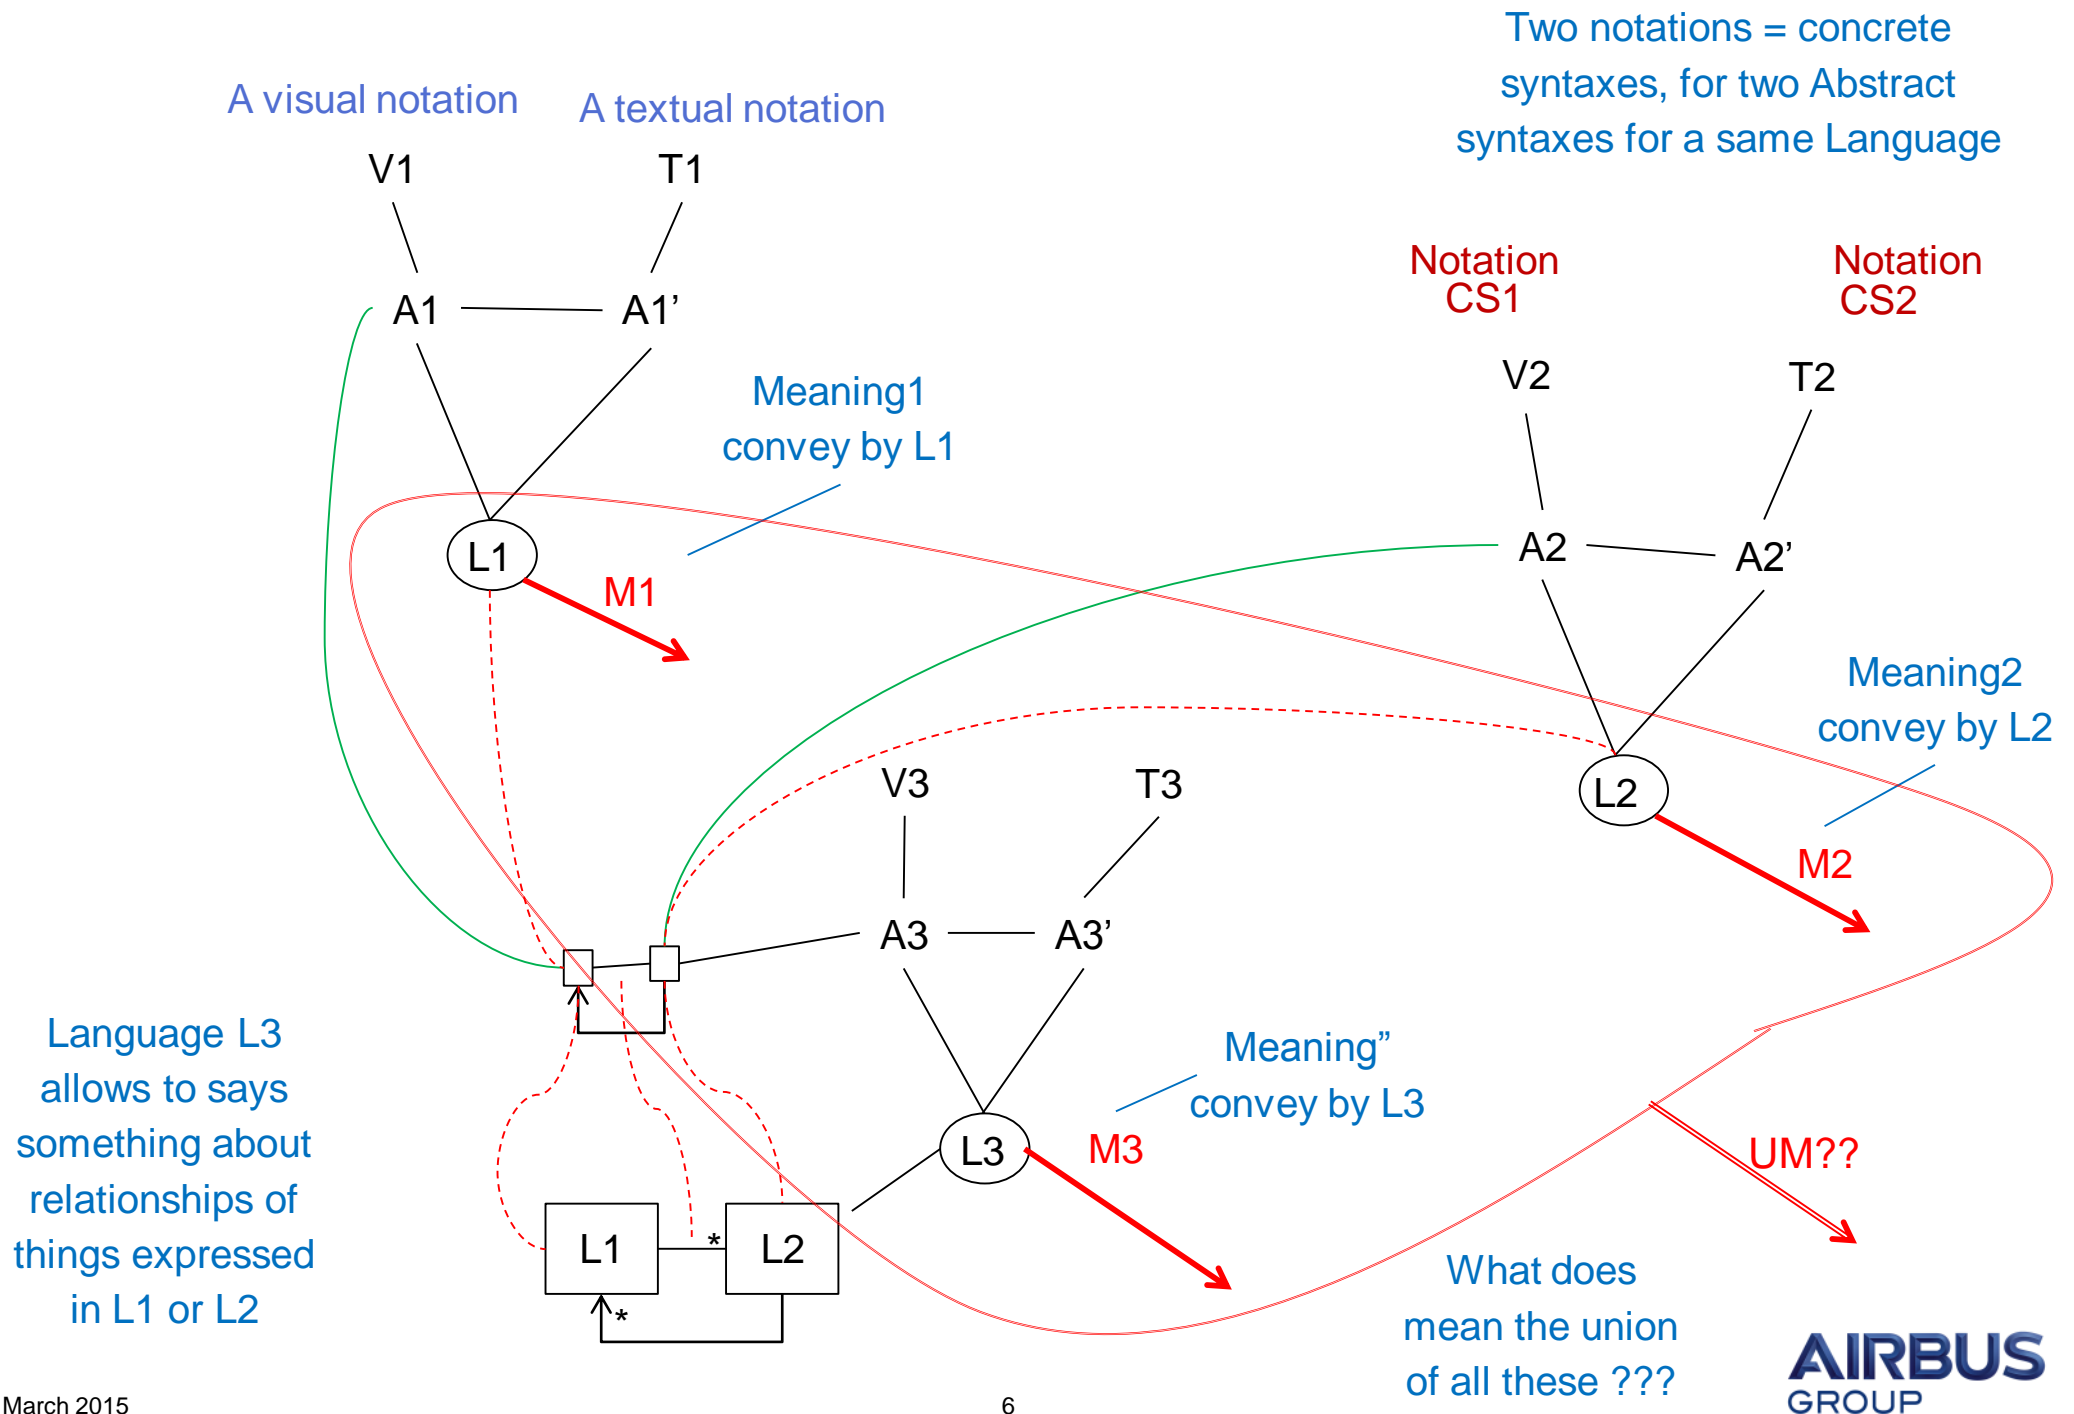 Two notations = concrete
syntaxes, for two Abstract
syntaxes for a same Language
A visual notation
A textual notation
V1
T1
A1
A1’
Notation
CS1
Notation
CS2
Meaning1
convey by L1
V2
T2
L1
M1
A2
A2’
Meaning2
convey by L2
L2
M2
V3
T3
A3
A3’
Language L3
allows to says
something about
relationships of
things expressed
in L1 or L2
Meaning”
convey by L3
L3
M3
UM??
L1
*
L2
*
What does
mean the union
of all these ???
AIRBUS
GROUP
March 2015
6